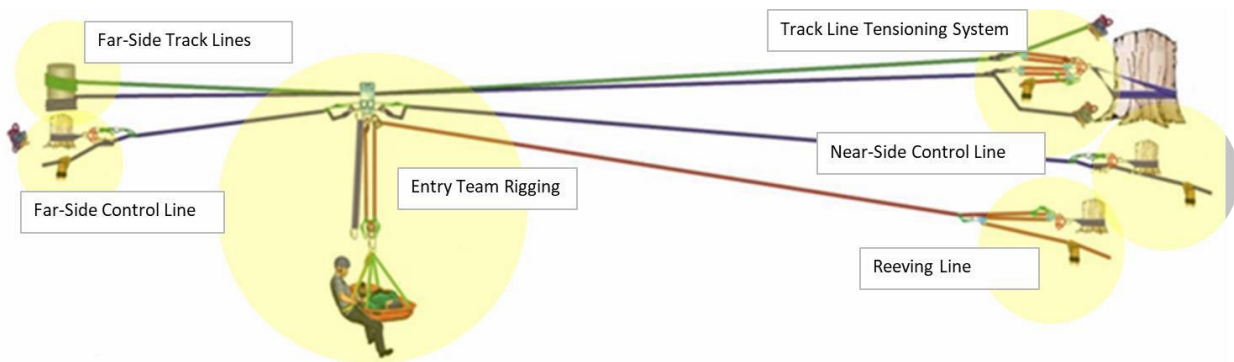 Far-Side Track Lines
Track Line Tensioning System
Near-Side Control Line
Entry Team Rigging
Far-Side Control Line
Reeving Line